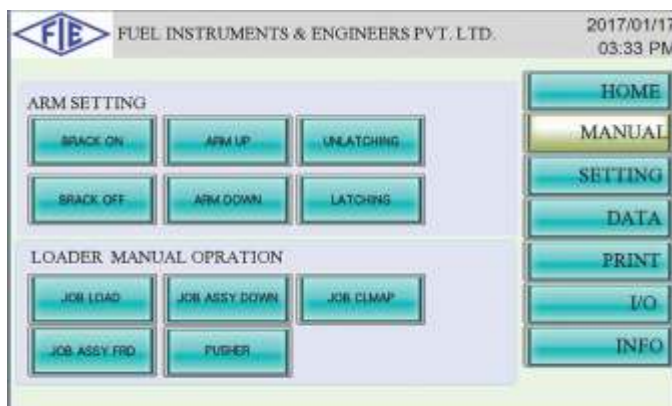 FIE FUEL INSTRUMENTS & ENGINEERS PVT. LTD.
2017/01/17
03:33 PM
ARM SETTING
BRACK ON ARM UP UNLATCHING
BRACK OFF ARM DOWN LATCHING
LOADER MANUAL OPRATION
JOB LOAD JOB ASSY DOWN JOB CLMAP
JOB ASSY FRD PUSHER
HOME
MANUAL
SETTING
DATA
PRINT
I/O
INFO